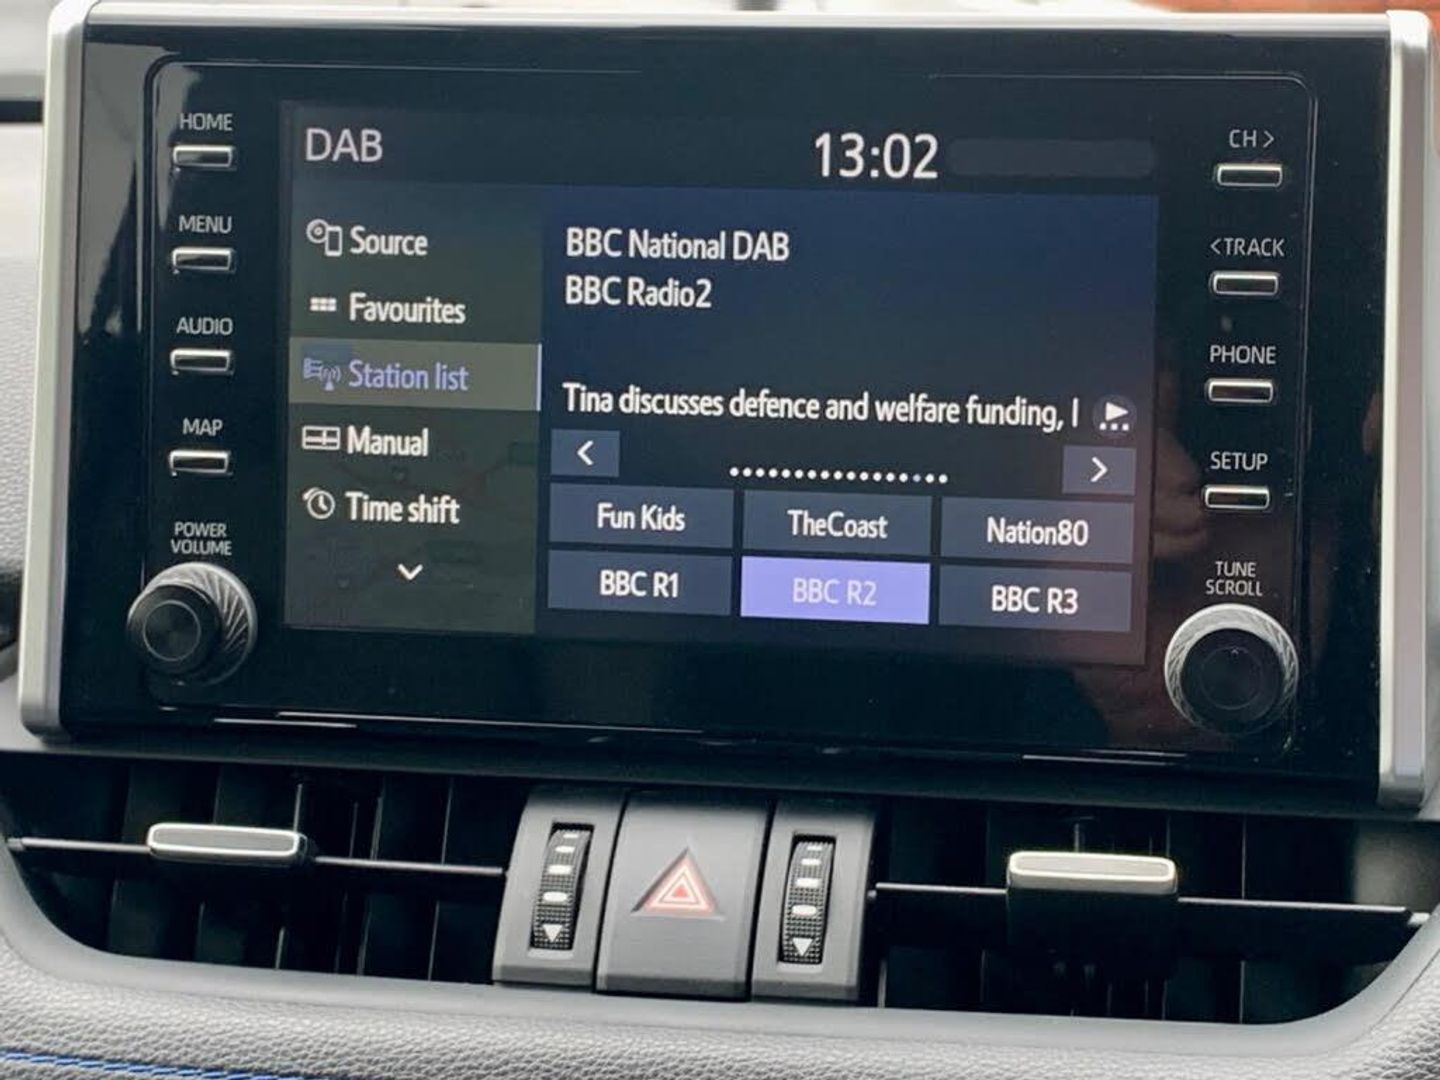 HOME
MENU
AUDIO
MAP
POWER
VOLUME
DAB
13:02
Source
Favourites
Station list
Manual
Time shift
BBC National DAB
BBC Radio2
Tina discusses defence and welfare funding, l
<
>
Fun Kids
TheCoast
Nation80
BBC R1
BBC R2
BBC R3
CH >
< TRACK
PHONE
SETUP
TUNE
SCROLL